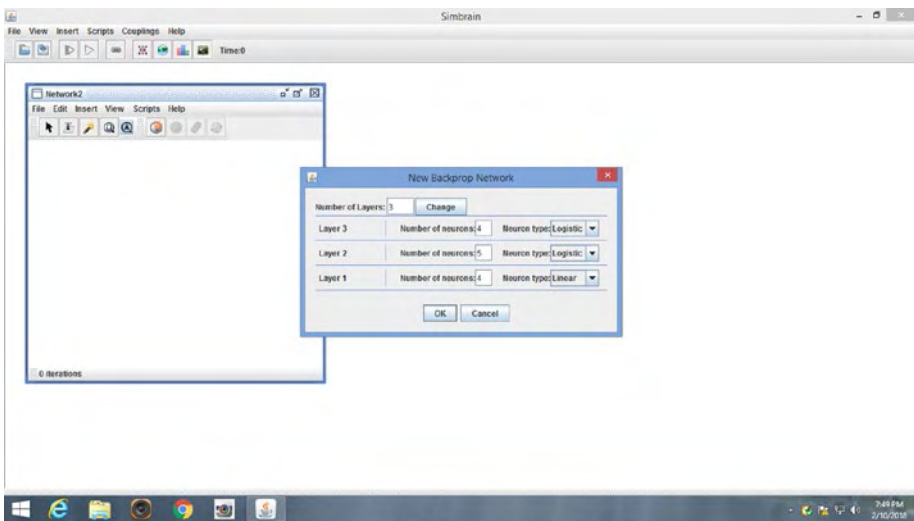 Simbrain
File View Insert Scripts Couplings Help
Time:0
Network2
File Edit Insert View Scripts Help
New Backprop Network
Number of Layers: 3 Change
Layer 3 Number of neurons: 4 Neuron type: Logistic
Layer 2 Number of neurons: 5 Neuron type: Logistic
Layer 1 Number of neurons: 4 Neuron type: Linear
OK Cancel
0 iterations
7:49 PM
2/10/2018